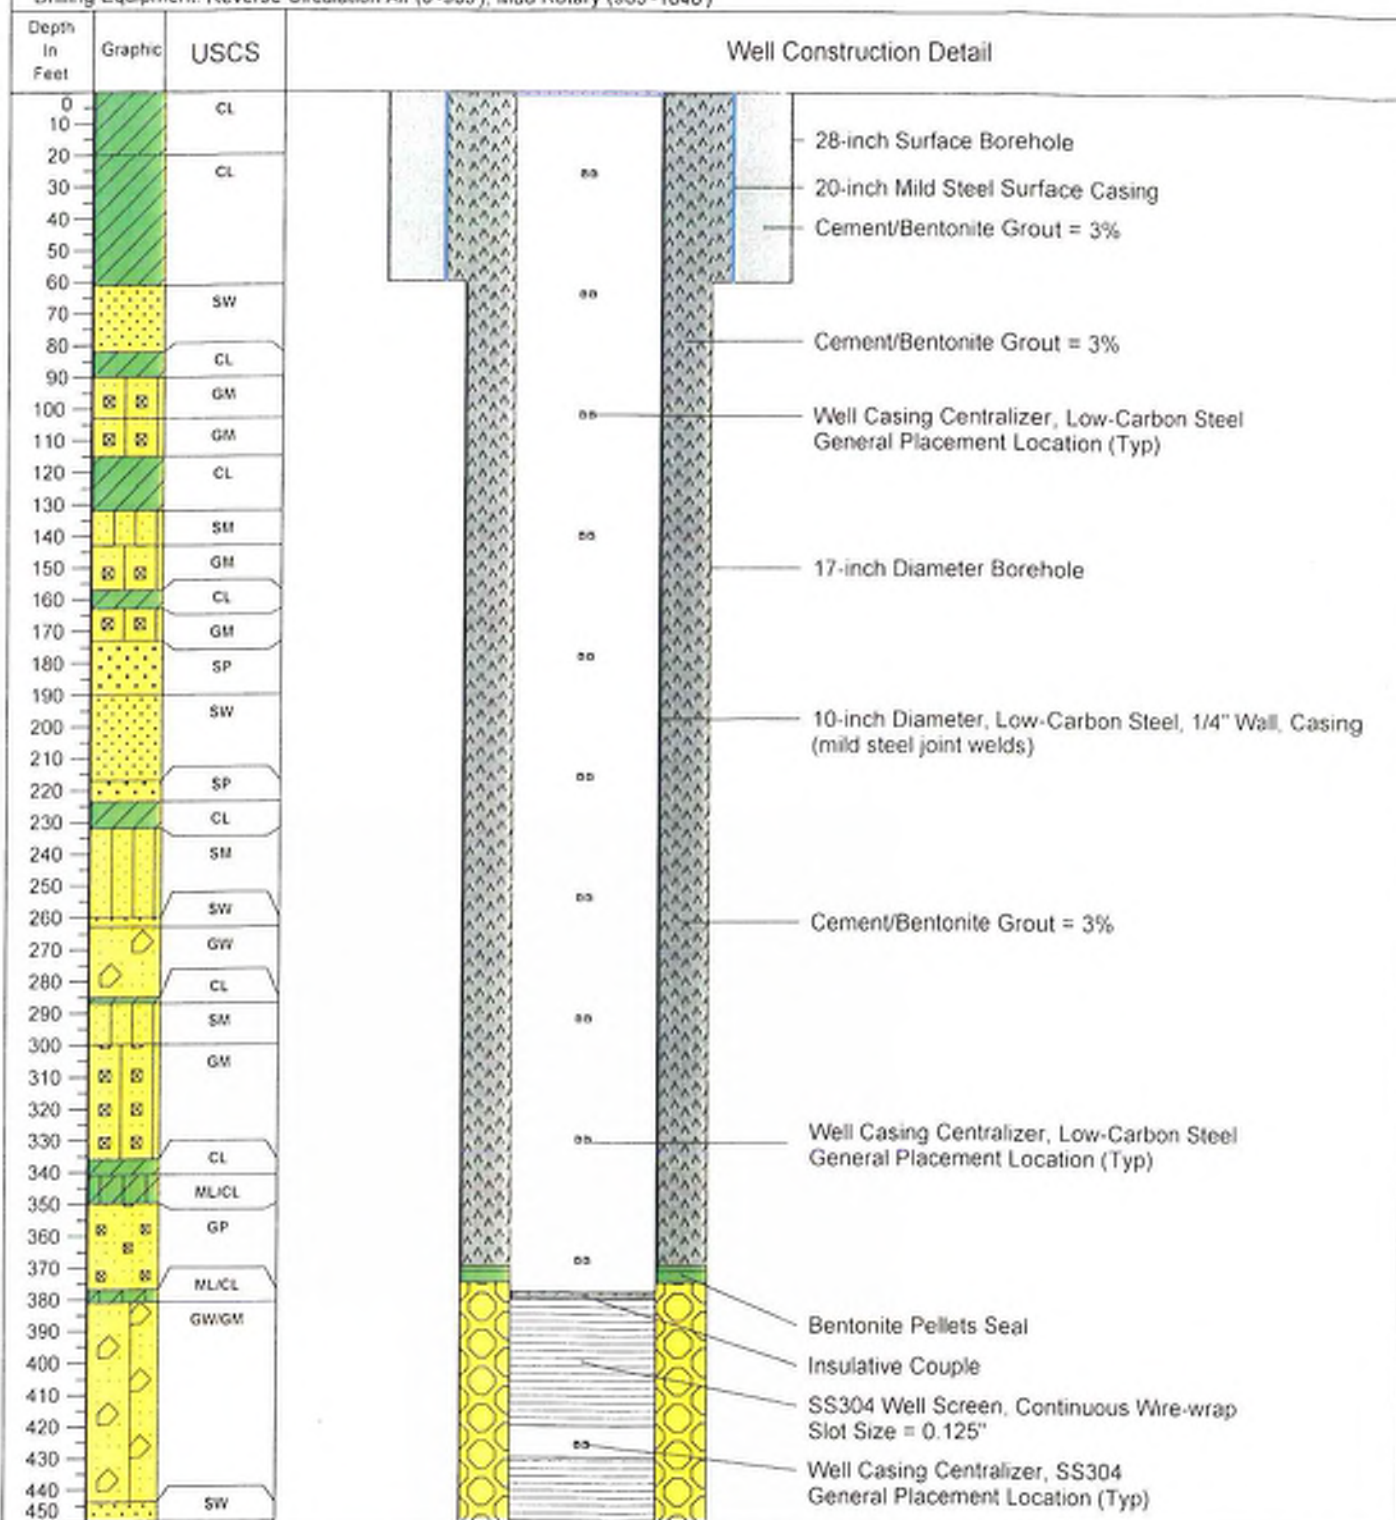 Drilling Equipment: Reverse Circulation Air
Depth
In
Feet
Graphic
USCS
Well Construction Detail
0
10
20
30
40
50
60
70
80
90
100
110
120
130
140
150
160
170
180
190
200
210
220
230
240
250
260
270
280
290
300
310
320
330
340
350
360
370
380
390
400
410
420
430
440
450
CL
CL
SW
CL
GM
GM
CL
SM
GM
CL
GM
SP
SW
SP
CL
SM
SW
GW
CL
SM
GM
CL
ML/CL
GP
ML/CL
GW/GM
SW
28-inch Surface Borehole
20-inch Mild Steel Surface Casing
Cement/Bentonite Grout = 3%
Cement/Bentonite Grout = 3%
Well Casing Centralizer, Low-Carbon Steel
General Placement Location (Typ)
17-inch Diameter Borehole
10-inch Diameter, Low-Carbon Steel, 1/4" Wall, Casing
(mild steel joint welds)
Cement/Bentonite Grout = 3%
Well Casing Centralizer, Low-Carbon Steel
General Placement Location (Typ)
Bentonite Pellets Seal
Insulative Couple
SS304 Well Screen, Continuous Wire-wrap
Slot Size = 0.125"
Well Casing Centralizer, SS304
General Placement Location (Typ)